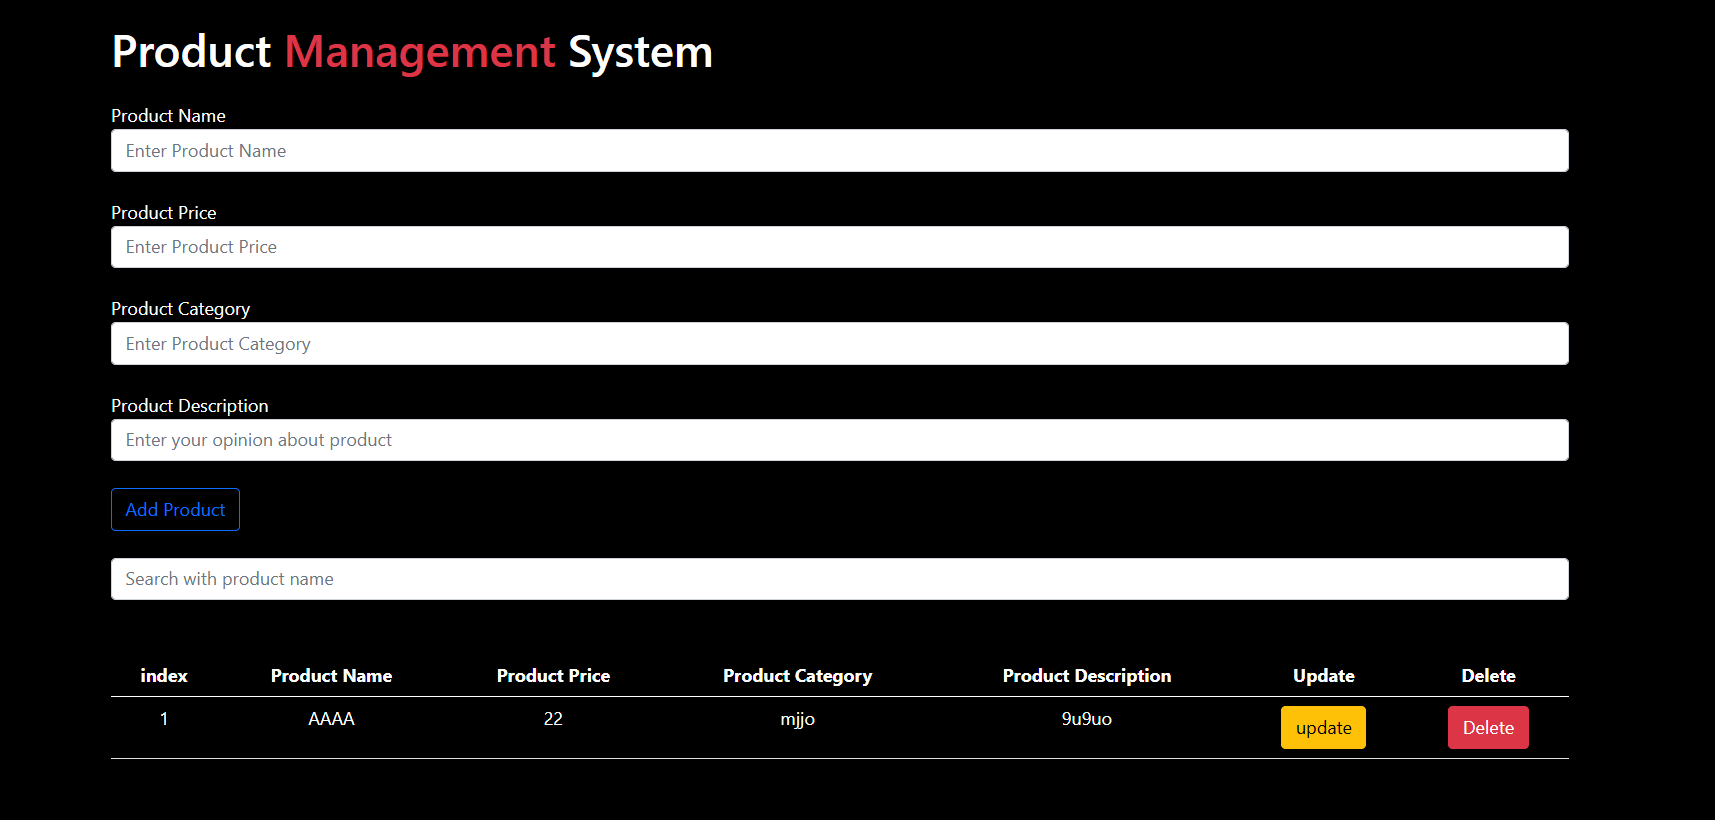 Product Management System
Product Name
Enter Product Name
Product Price
Enter Product Price
Product Category
Enter Product Category
Product Description
Enter your opinion about product
Add Product
Search with product name
index Product Name Product Price Product Category Product Description Update Delete
1 AAAA 22 mjjo 9u9uo update Delete